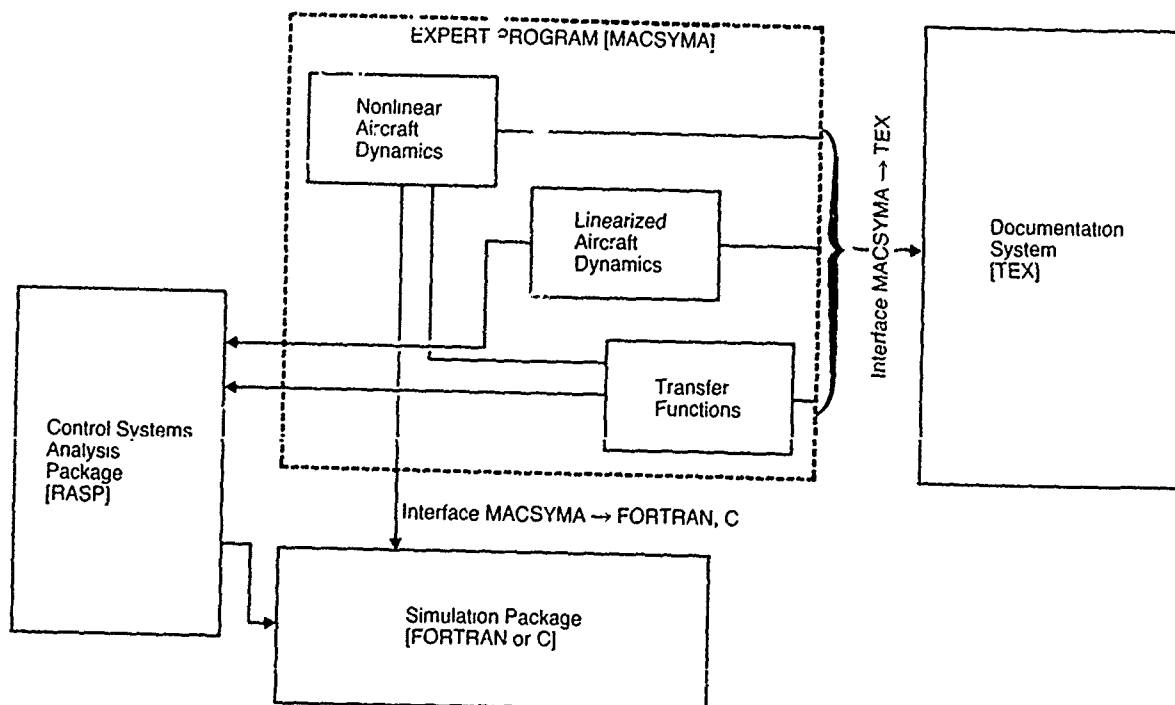 EXPERT PROGRAM [MACSYMA]
Nonlinear
Aircraft
Dynamics
Linearized
Aircraft
Dynamics
Transfer
Functions
Interface MACSYMA → TEX
Documentation
System
[TEX]
Control Systems
Analysis
Package
[RASP]
Interface MACSYMA → FORTRAN, C
Simulation Package
[FORTRAN or C]